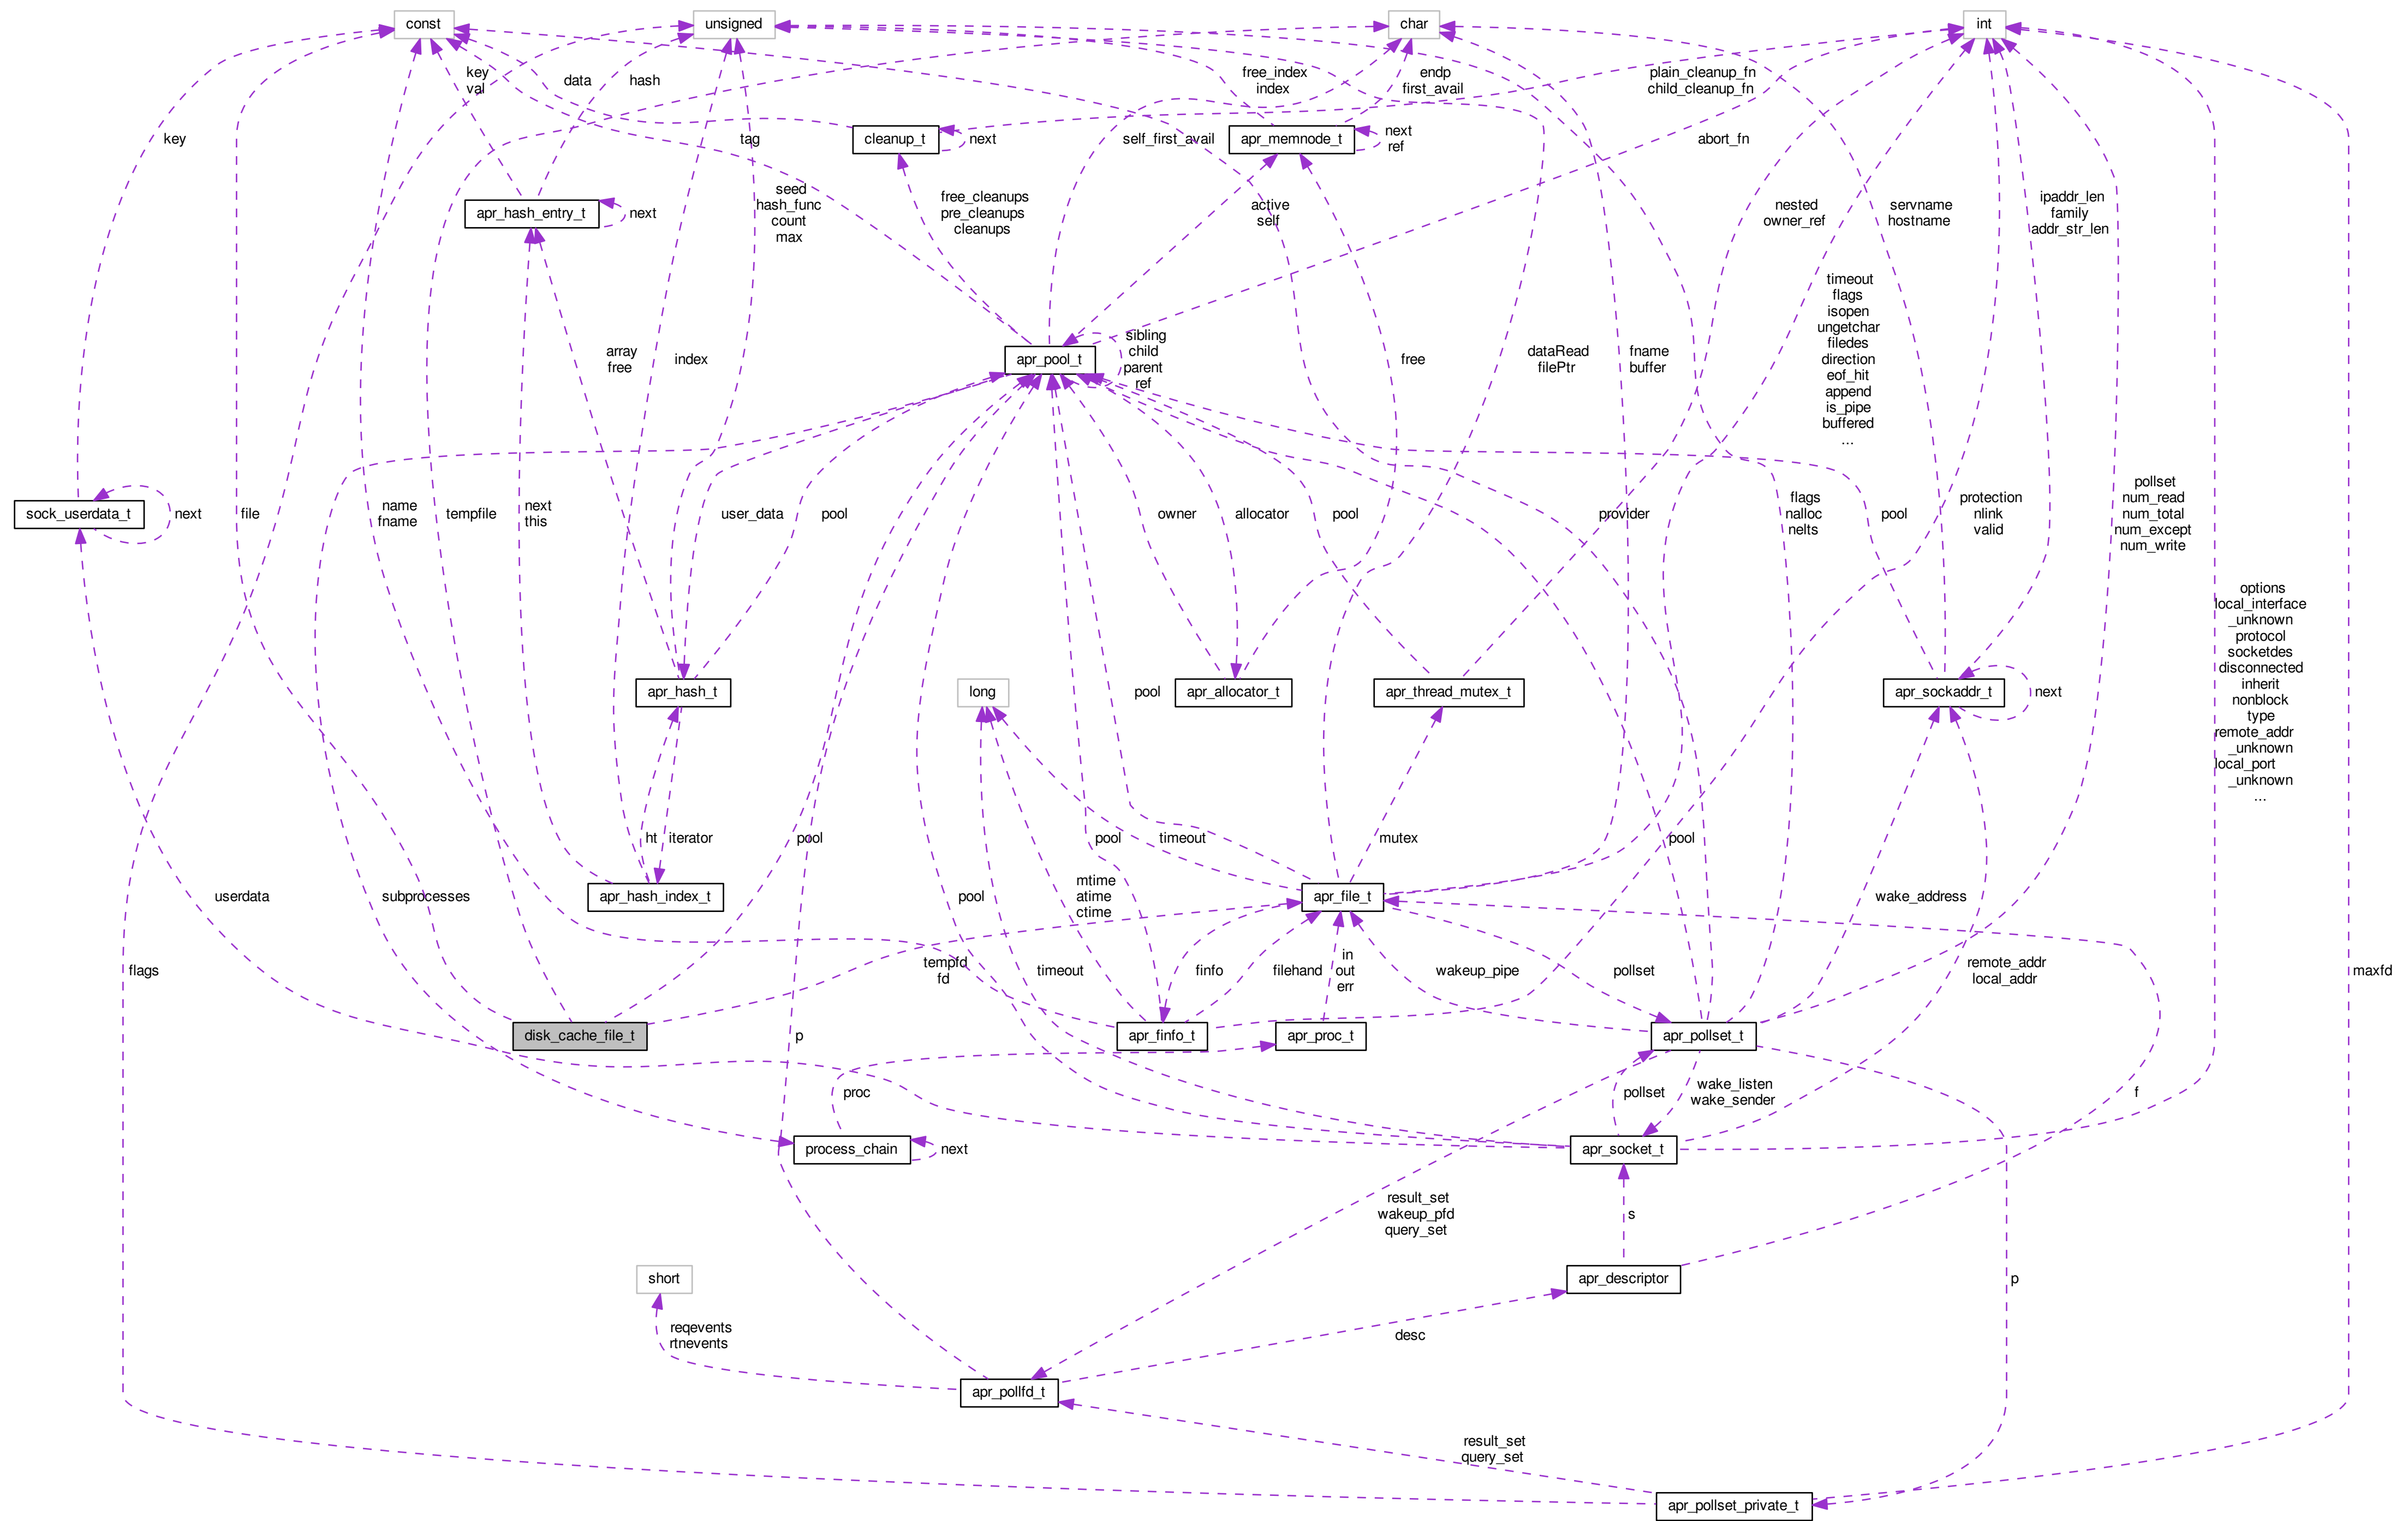 const
unsigned
char
int
key
val
data
hash
free_index
index
endp
first_avail
plain_cleanup_fn
child_cleanup_fn
key
tag
cleanup_t
next
self_first_avail
apr_memnode_t
next
ref
abort_fn
apr_hash_entry_t
next
seed
hash_func
count
max
free_cleanups
pre_cleanups
cleanups
active
self
nested
owner_ref
servname
hostname
ipaddr_len
family
addr_str_len
array
free
index
apr_pool_t
sibling
child
parent
ref
free
dataRead
filePtr
fname
buffer
timeout
flags
isopen
ungetchar
filedes
direction
eof_hit
append
is_pipe
buffered
...
sock_userdata_t
next
file
name
fname
tempfile
next
this
user_data
pool
owner
allocator
pool
provider
flags
nalloc
nelts
pool
protection
nlink
valid
pollset
num_read
num_total
num_except
num_write
apr_hash_t
long
pool
apr_allocator_t
apr_thread_mutex_t
apr_sockaddr_t
next
options
local_interface
_unknown
protocol
socketdes
disconnected
inherit
nonblock
type
remote_addr
_unknown
local_port
_unknown
...
ht
iterator
pool
pool
timeout
mutex
pool
userdata
subprocesses
apr_hash_index_t
pool
mtime
atime
ctime
apr_file_t
wake_address
flags
tempfd
fd
timeout
finfo
filehand
in
out
err
wakeup_pipe
pollset
remote_addr
local_addr
maxfd
disk_cache_file_t
p
apr_finfo_t
apr_proc_t
apr_pollset_t
proc
pollset
wake_listen
wake_sender
f
process_chain
next
apr_socket_t
result_set
wakeup_pfd
query_set
s
short
apr_descriptor
p
reqevents
rtnevents
desc
apr_pollfd_t
result_set
query_set
apr_pollset_private_t